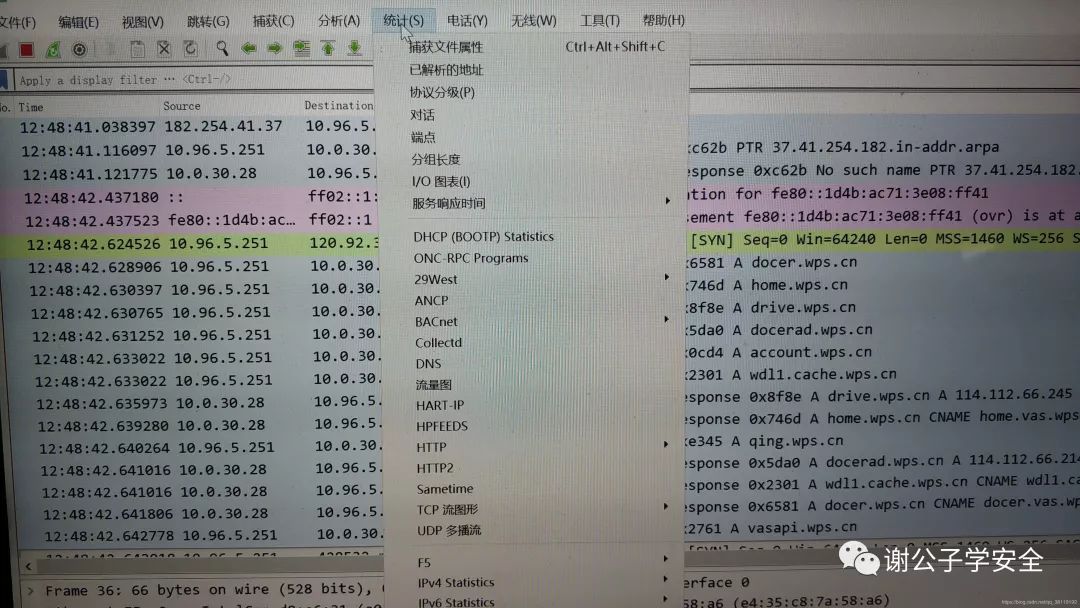 文件(F) 编辑(E) 视图(V) 跳转(G) 捕获(C) 分析(A) 统计(S) 电话(Y) 无线(W) 工具(T) 帮助(H)
Apply a display filter … <Ctrl-/>
No. Time Source Destination
捕获文件属性 Ctrl+Alt+Shift+C
已解析的地址
协议分级(P)
对话
端点
分组长度
I/O 图表(I)
服务响应时间
DHCP (BOOTP) Statistics
ONC-RPC Programs
29West
ANCP
BACnet
Collectd
DNS
流量图
HART-IP
HPFEEDS
HTTP
HTTP2
Sametime
TCP 流图形
UDP 多播流
F5
IPv4 Statistics
IPv6 Statistics
12:48:41.038397 182.254.41.37 10.96.5.
12:48:41.116097 10.96.5.251 10.0.30. xc62b PTR 37.41.254.182.in-addr.arpa
12:48:41.121775 10.0.30.28 10.96.5. esponse 0xc62b No such name PTR 37.41.254.182.
12:48:42.437180 :: ff02::1: tion for fe80::1d4b:ac71:3e08:ff41
12:48:42.437523 fe80::1d4b:ac… ff02::1 sement fe80::1d4b:ac71:3e08:ff41 (ovr) is at
12:48:42.624526 10.96.5.251 120.92.3 [SYN] Seq=0 Win=64240 Len=0 MSS=1460 WS=256 S
12:48:42.628906 10.96.5.251 10.0.30. x6581 A docer.wps.cn
12:48:42.630397 10.96.5.251 10.0.30. x746d A home.wps.cn
12:48:42.630765 10.96.5.251 10.0.30. x8f8e A drive.wps.cn
12:48:42.631252 10.96.5.251 10.0.30. x5da0 A docerad.wps.cn
12:48:42.633022 10.96.5.251 10.0.30. x0cd4 A account.wps.cn
12:48:42.633022 10.96.5.251 10.0.30. x2301 A wdl1.cache.wps.cn
12:48:42.635973 10.0.30.28 10.96.5. esponse 0x8f8e A drive.wps.cn A 114.112.66.245
12:48:42.639280 10.0.30.28 10.96.5. esponse 0x746d A home.wps.cn CNAME home.vas.wps
12:48:42.640264 10.96.5.251 10.0.30. xe345 A qing.wps.cn
12:48:42.641016 10.0.30.28 10.96.5. esponse 0x5da0 A docerad.wps.cn A 114.112.66.214
12:48:42.641016 10.0.30.28 10.96.5. esponse 0x2301 A wdl1.cache.wps.cn CNAME wdl1.ca
12:48:42.641806 10.0.30.28 10.96.5. esponse 0x6581 A docer.wps.cn CNAME docer.vas.wp
12:48:42.642778 10.96.5.251 10.0.30. x2761 A vasapi.wps.cn
Frame 36: 66 bytes on wire (528 bits), erface 0
58:a6 (e4:35:c8:7a:58:a6)
谢公子学安全